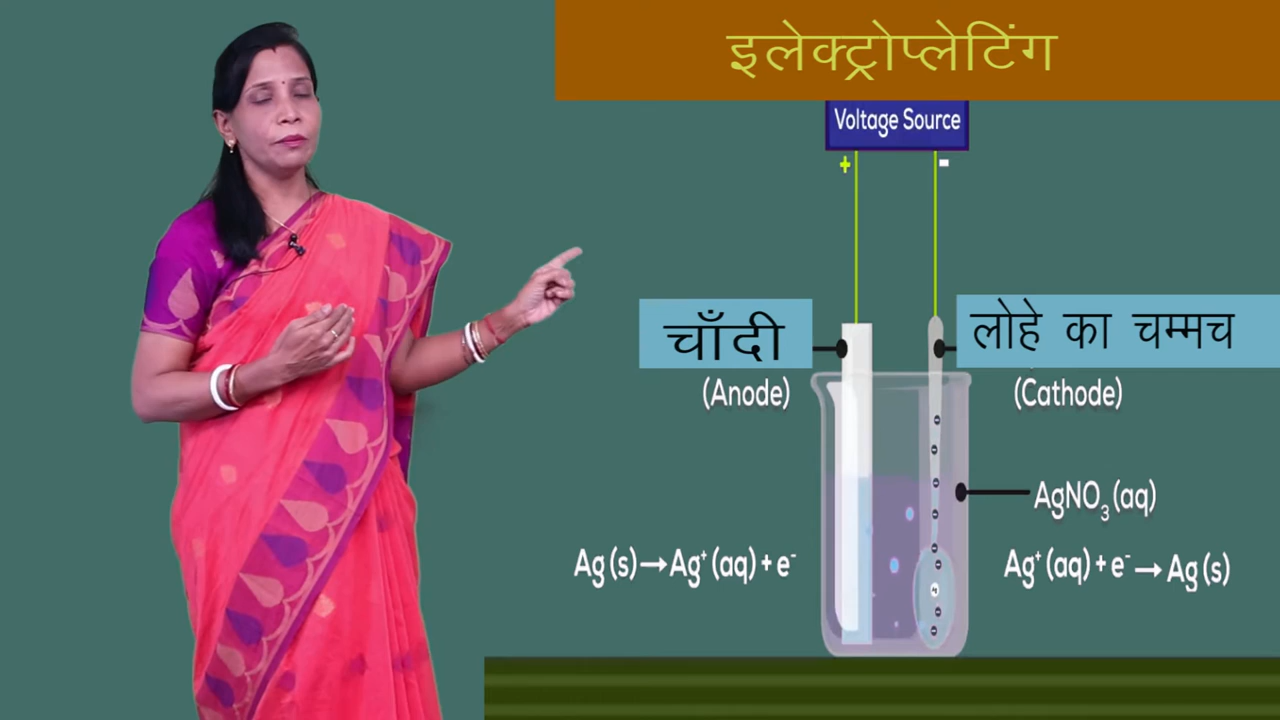 इलेक्ट्रोप्लेटिंग
Voltage Source
+ -
चाँदी
(Anode)
लोहे का चम्मच
(Cathode)
AgNO₃(aq)
Ag(s)→Ag⁺(aq)+e⁻
Ag⁺(aq)+e⁻→Ag(s)